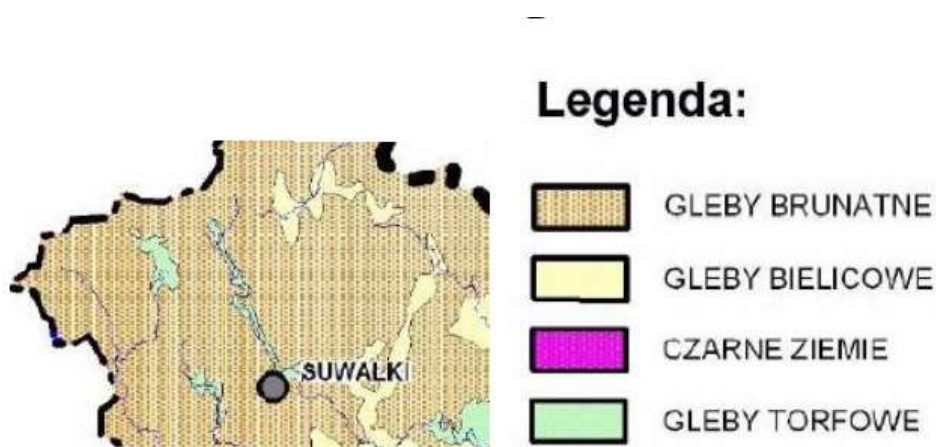 Legenda:
GLEBY BRUNATNE
GLEBY BIELICOWE
CZARNE ZIEMIE
GLEBY TORFOWE
SUWAŁKI